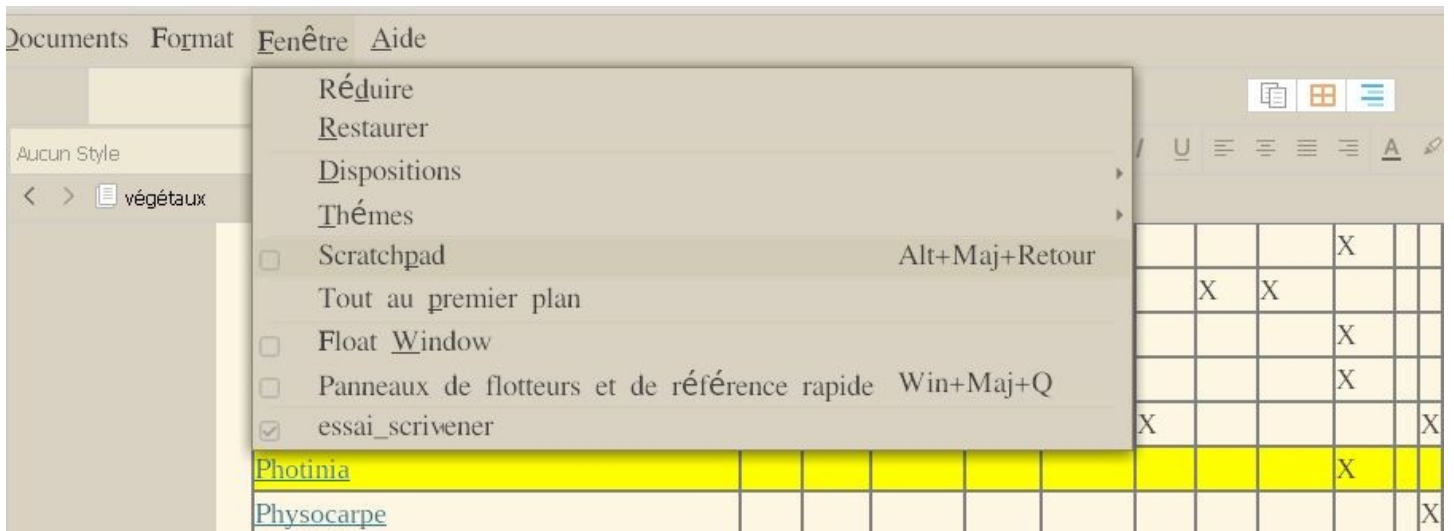 Documents Format Fenêtre Aide
Réduire
Restaurer
Aucun Style
Dispositions
végétaux
Thémes
Scratchpad Alt+Maj+Retour X
Tout au premier plan X X
Float Window X
Panneaux de flotteurs et de référence rapide Win+Maj+Q X
essai_scrivener X X
Photinia X
Physocarpe X